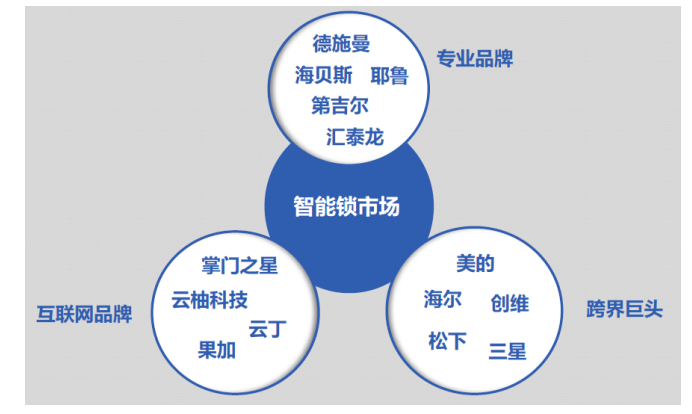 德施曼
专业品牌
海贝斯 耶鲁
第吉尔
汇泰龙
智能锁市场
掌门之星
云柚科技
云丁
果加
互联网品牌
美的
海尔 创维
松下 三星
跨界巨头